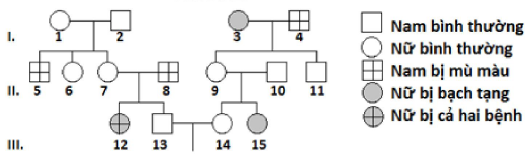 I.
1 2 3 4
Nam bình thường
Nữ bình thường
Nam bị mù màu
Nữ bị bạch tạng
Nữ bị cả hai bệnh
II.
5 6 7 8 9 10 11
III.
12 13 14 15